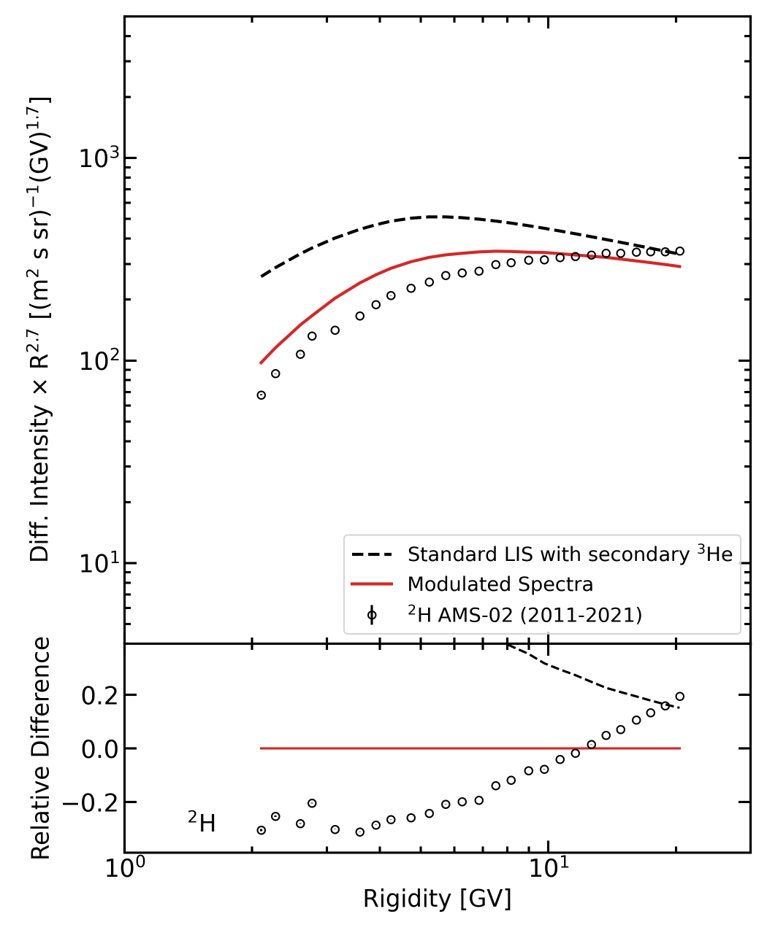 Diff. Intensity × R^2.7 [(m² s sr)⁻¹(GV)^1.7]
10³
10²
10¹
Standard LIS with secondary ³He
Modulated Spectra
²H AMS-02 (2011-2021)
Relative Difference
0.2
0.0
−0.2
²H
10⁰
10¹
Rigidity [GV]